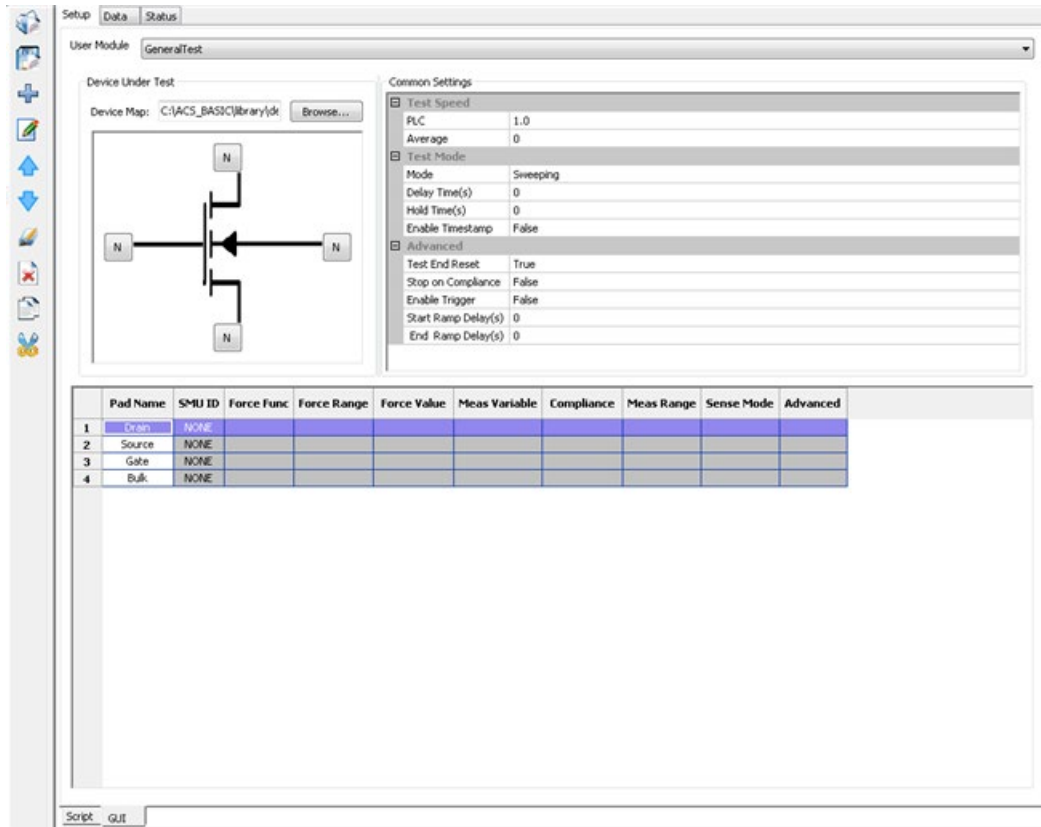 Setup Data Status
User Module GeneralTest
Device Under Test
Device Map: C:\ACS_BASIC\library\de Browse...
N
N
N
N
Common Settings
Test Speed
PLC 1.0
Average 0
Test Mode
Mode Sweeping
Delay Time(s) 0
Hold Time(s) 0
Enable Timestamp False
Advanced
Test End Reset True
Stop on Compliance False
Enable Trigger False
Start Ramp Delay(s) 0
End Ramp Delay(s) 0
Pad Name SMU ID Force Func Force Range Force Value Meas Variable Compliance Meas Range Sense Mode Advanced
1 Drain NONE
2 Source NONE
3 Gate NONE
4 Bulk NONE
Script GUI